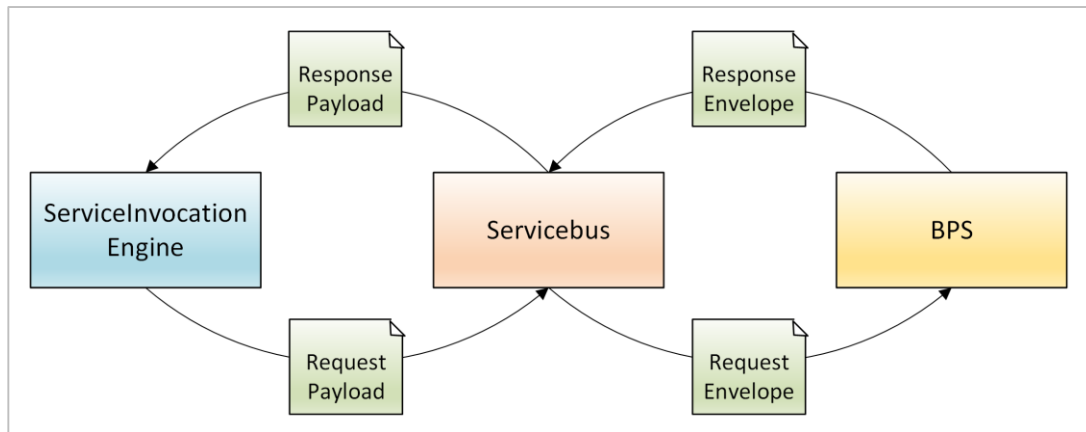 Response
Payload
Response
Envelope
ServiceInvocation
Engine
Servicebus
BPS
Request
Payload
Request
Envelope